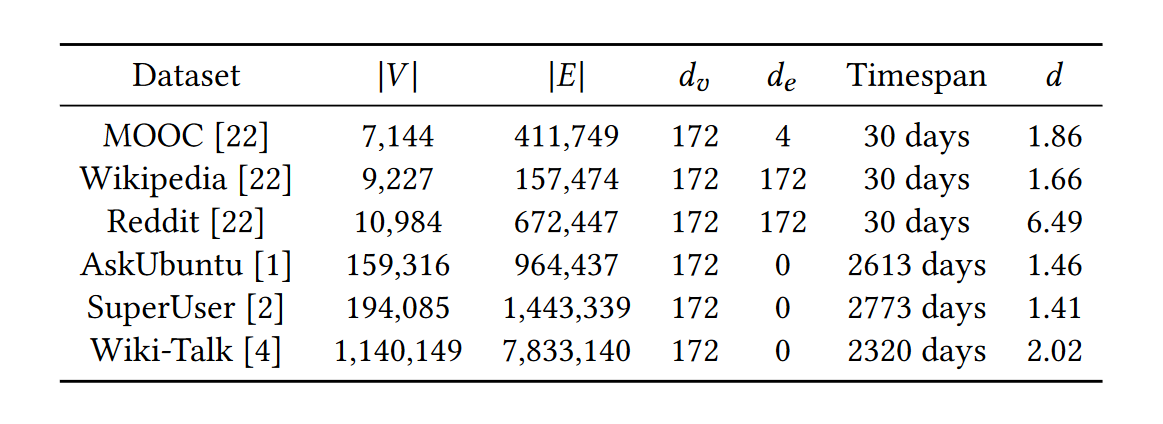 Dataset |V| |E| d_v d_e Timespan d
MOOC [22] 7,144 411,749 172 4 30 days 1.86
Wikipedia [22] 9,227 157,474 172 172 30 days 1.66
Reddit [22] 10,984 672,447 172 172 30 days 6.49
AskUbuntu [1] 159,316 964,437 172 0 2613 days 1.46
SuperUser [2] 194,085 1,443,339 172 0 2773 days 1.41
Wiki-Talk [4] 1,140,149 7,833,140 172 0 2320 days 2.02